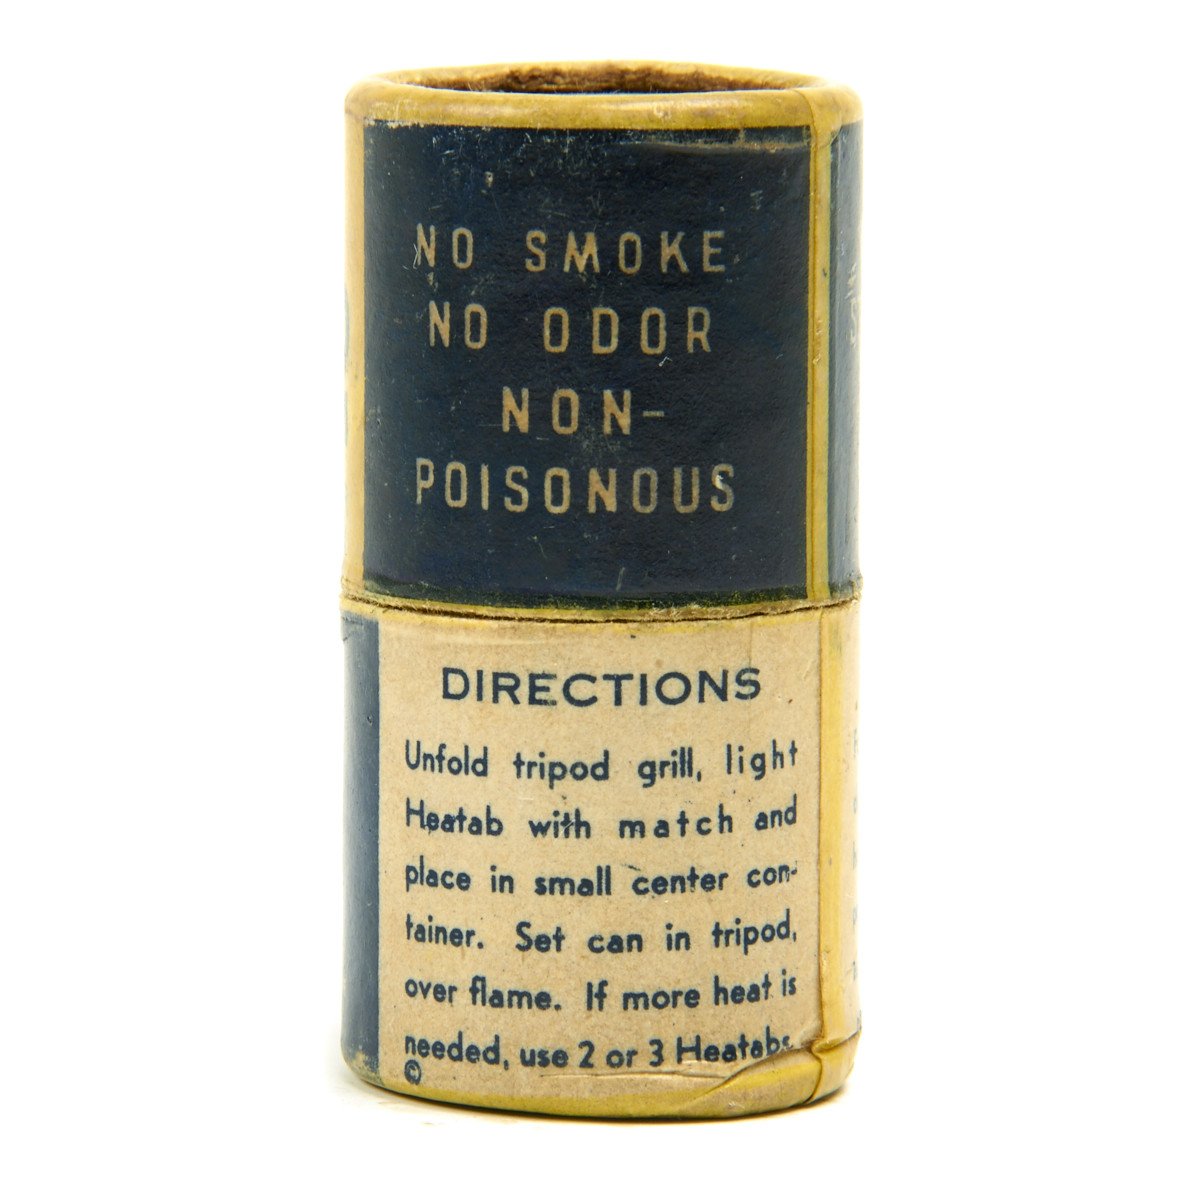 NO SMOKE
NO ODOR
NON-
POISONOUS
DIRECTIONS
Unfold tripod grill, light
Heatab with match and
place in small center con-
tainer. Set can in tripod,
over flame. If more heat is
needed, use 2 or 3 Heatabs.
©